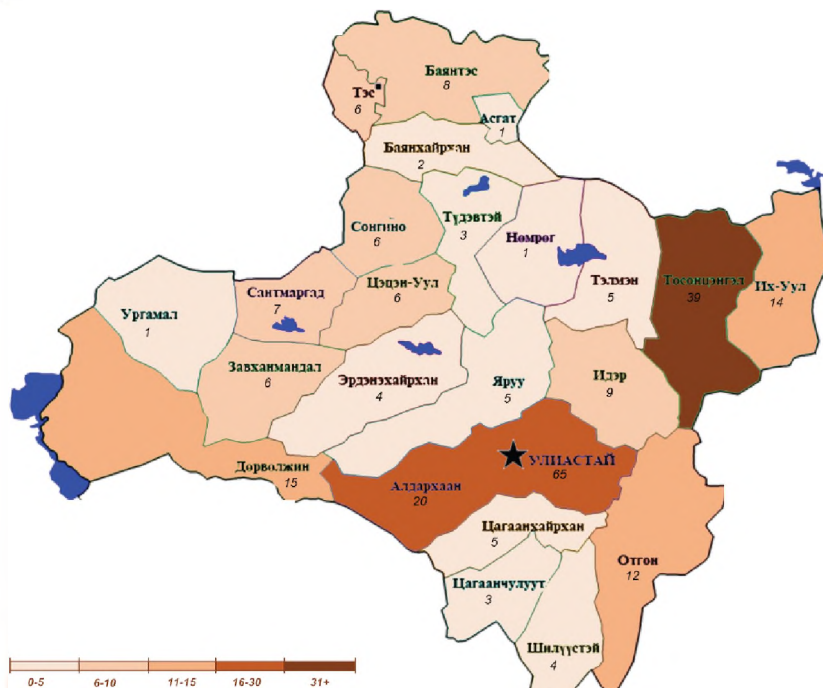 Баянтэс
8
Тэс
6
Асгат
1
Баянхайрхан
2
Түдэвтэй
3
Сонгино
6
Нөмрөг
1
Тэлмэн
5
Тосонцэнгэл
39
Их-Уул
14
Цэцэн-Уул
6
Сантмаргад
7
Ургамал
1
Завханмандал
6
Эрдэнэхайрхан
4
Яруу
5
Идэр
9
Дорволжин
15
Алдархаан
20
УЛИАСТАЙ
65
Цагаанхайрхан
5
Отгон
12
Цагаанчулуут
3
Шилүүстэй
4
0-5 6-10 11-15 16-30 31+